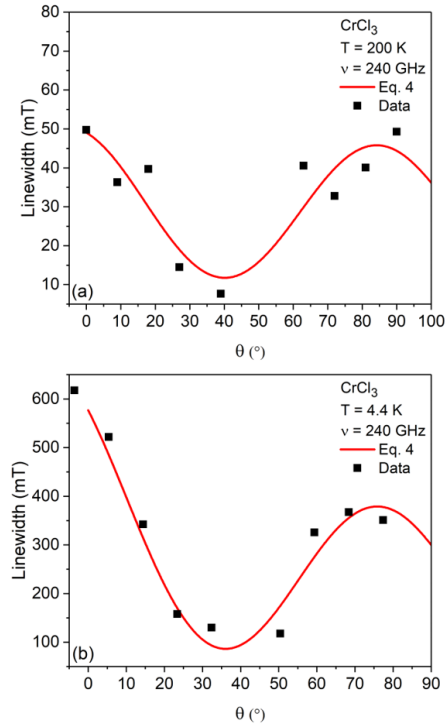 80
70
60
50
40
30
20
10
Linewidth (mT)
CrCl₃
T = 200 K
ν = 240 GHz
Eq. 4
Data
(a)
0 10 20 30 40 50 60 70 80 90 100
θ (°)
600
500
400
300
200
100
Linewidth (mT)
CrCl₃
T = 4.4 K
ν = 240 GHz
Eq. 4
Data
(b)
0 10 20 30 40 50 60 70 80 90
θ (°)